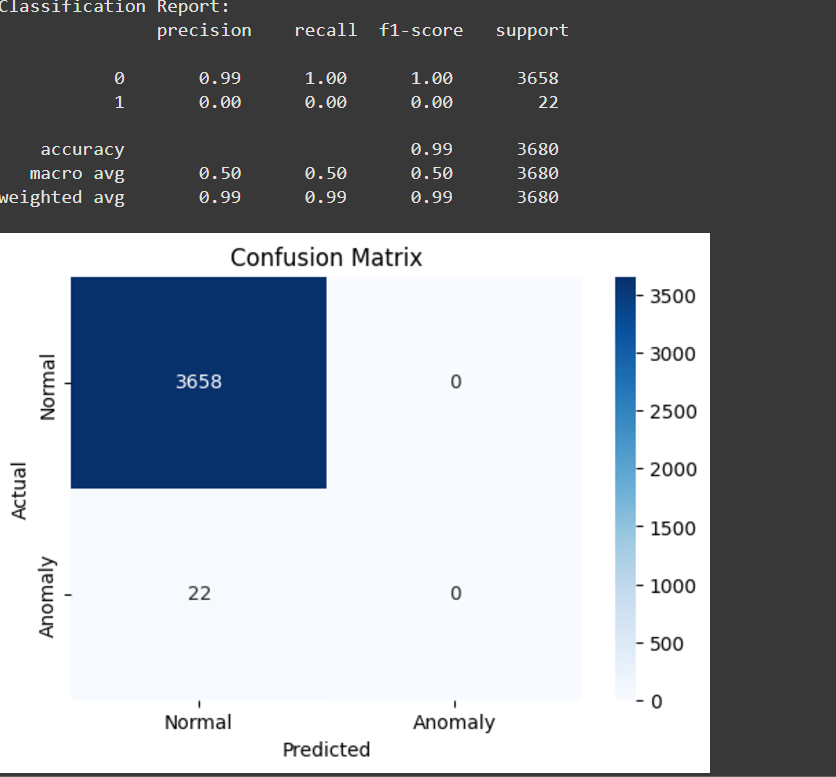 Classification Report:
precision recall f1-score support
0 0.99 1.00 1.00 3658
1 0.00 0.00 0.00 22
accuracy 0.99 3680
macro avg 0.50 0.50 0.50 3680
weighted avg 0.99 0.99 0.99 3680
Confusion Matrix
3500
3000
2500
2000
1500
1000
500
0
Actual
Normal
3658 0
Anomaly
22 0
Normal Anomaly
Predicted